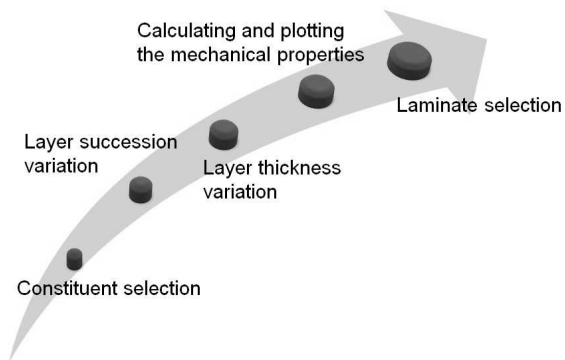 Calculating and plotting
the mechanical properties
Laminate selection
Layer succession
variation
Layer thickness
variation
Constituent selection